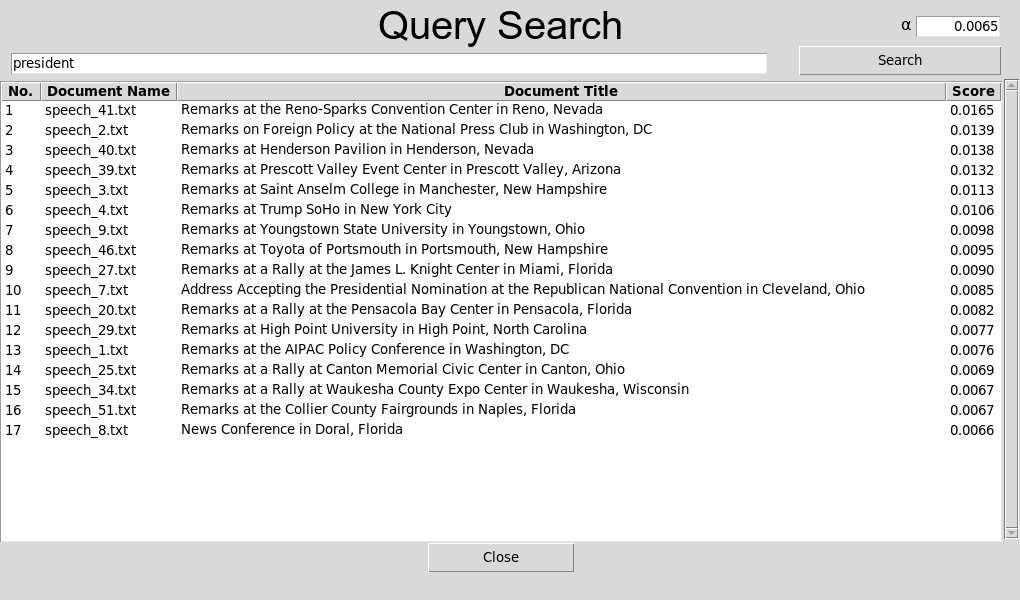 Query Search
α 0.0065
president Search
No. Document Name Document Title Score
1 speech_41.txt Remarks at the Reno-Sparks Convention Center in Reno, Nevada 0.0165
2 speech_2.txt Remarks on Foreign Policy at the National Press Club in Washington, DC 0.0139
3 speech_40.txt Remarks at Henderson Pavilion in Henderson, Nevada 0.0138
4 speech_39.txt Remarks at Prescott Valley Event Center in Prescott Valley, Arizona 0.0132
5 speech_3.txt Remarks at Saint Anselm College in Manchester, New Hampshire 0.0113
6 speech_4.txt Remarks at Trump SoHo in New York City 0.0106
7 speech_9.txt Remarks at Youngstown State University in Youngstown, Ohio 0.0098
8 speech_46.txt Remarks at Toyota of Portsmouth in Portsmouth, New Hampshire 0.0095
9 speech_27.txt Remarks at a Rally at the James L. Knight Center in Miami, Florida 0.0090
10 speech_7.txt Address Accepting the Presidential Nomination at the Republican National Convention in Cleveland, Ohio 0.0085
11 speech_20.txt Remarks at a Rally at the Pensacola Bay Center in Pensacola, Florida 0.0082
12 speech_29.txt Remarks at High Point University in High Point, North Carolina 0.0077
13 speech_1.txt Remarks at the AIPAC Policy Conference in Washington, DC 0.0076
14 speech_25.txt Remarks at a Rally at Canton Memorial Civic Center in Canton, Ohio 0.0069
15 speech_34.txt Remarks at a Rally at Waukesha County Expo Center in Waukesha, Wisconsin 0.0067
16 speech_51.txt Remarks at the Collier County Fairgrounds in Naples, Florida 0.0067
17 speech_8.txt News Conference in Doral, Florida 0.0066
Close